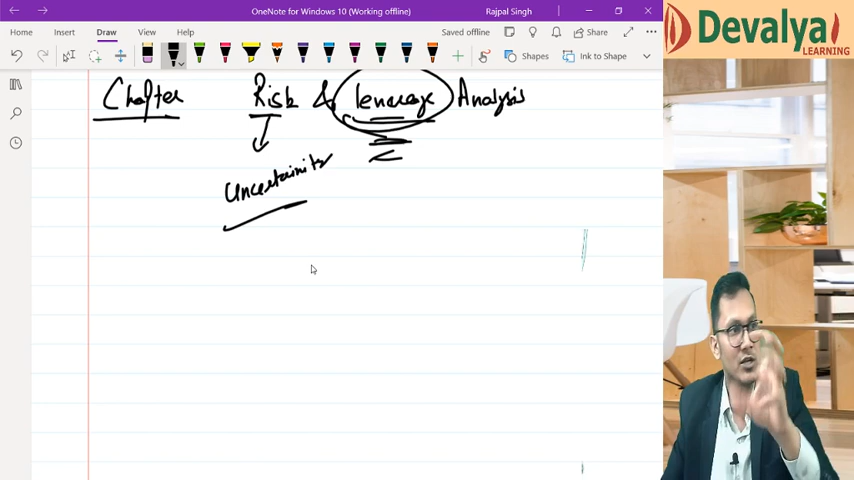 OneNote for Windows 10 (Working offline)
Rajpal Singh
Home Insert Draw View Help
Saved offline
Share
Shapes
Ink to Shape
Devalya
LEARNING
Chapter Risk & leverage Analysis
Uncertainity